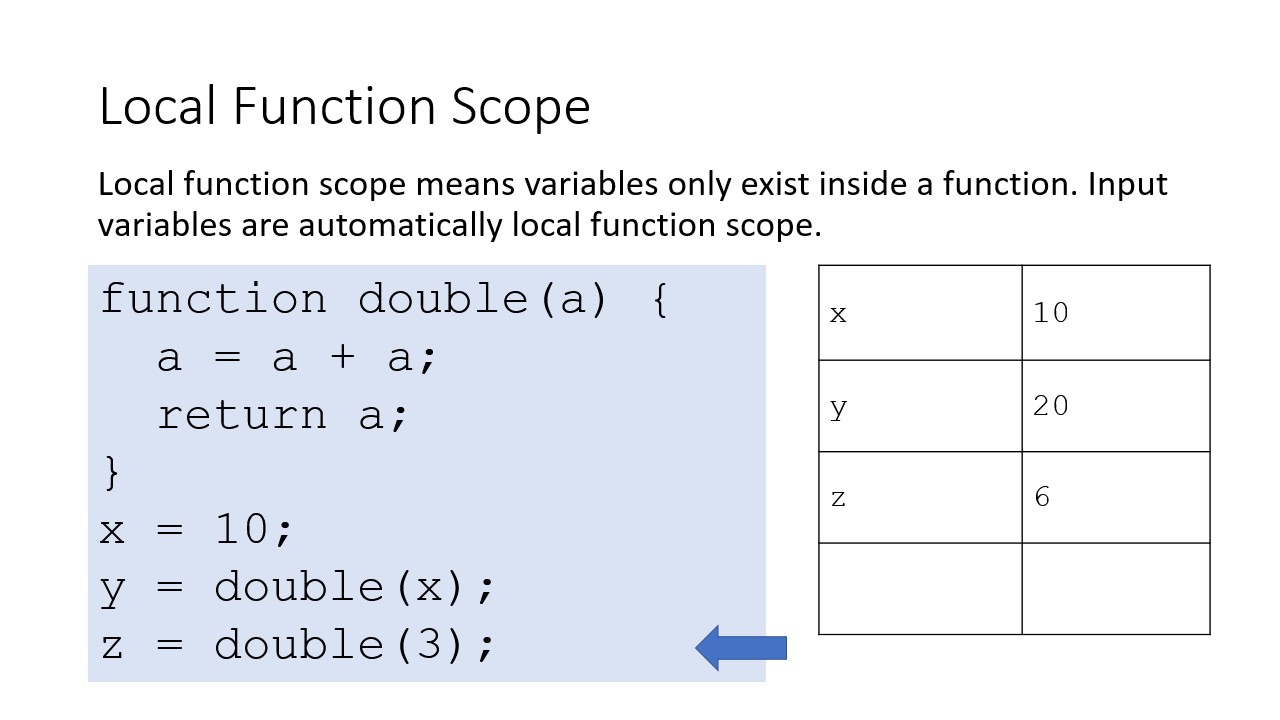 Local Function Scope
Local function scope means variables only exist inside a function. Input
variables are automatically local function scope.
function double(a) {
  a = a + a;
  return a;
}
x = 10;
y = double(x);
z = double(3);
x 10
y 20
z 6